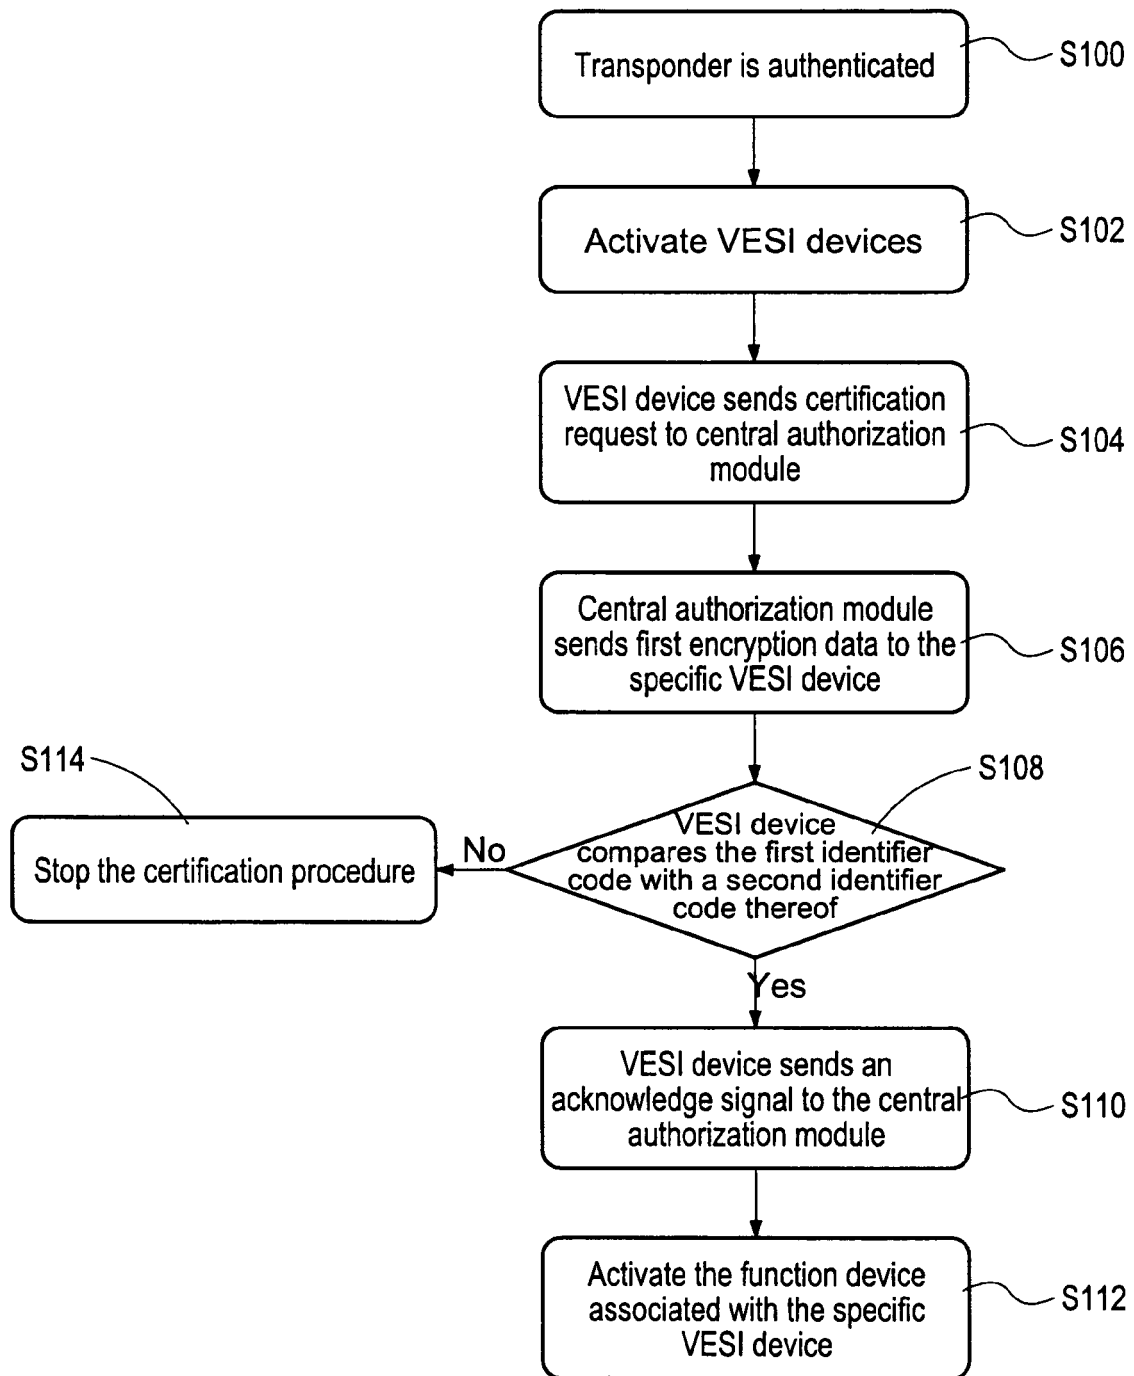 Transponder is authenticated
S100
Activate VESI devices
S102
VESI device sends certification
request to central authorization
module
S104
Central authorization module
sends first encryption data to the
specific VESI device
S106
S114
S108
VESI device
compares the first identifier
code with a second identifier
code thereof
No
Stop the certification procedure
Yes
VESI device sends an
acknowledge signal to the central
authorization module
S110
Activate the function device
associated with the specific
VESI device
S112